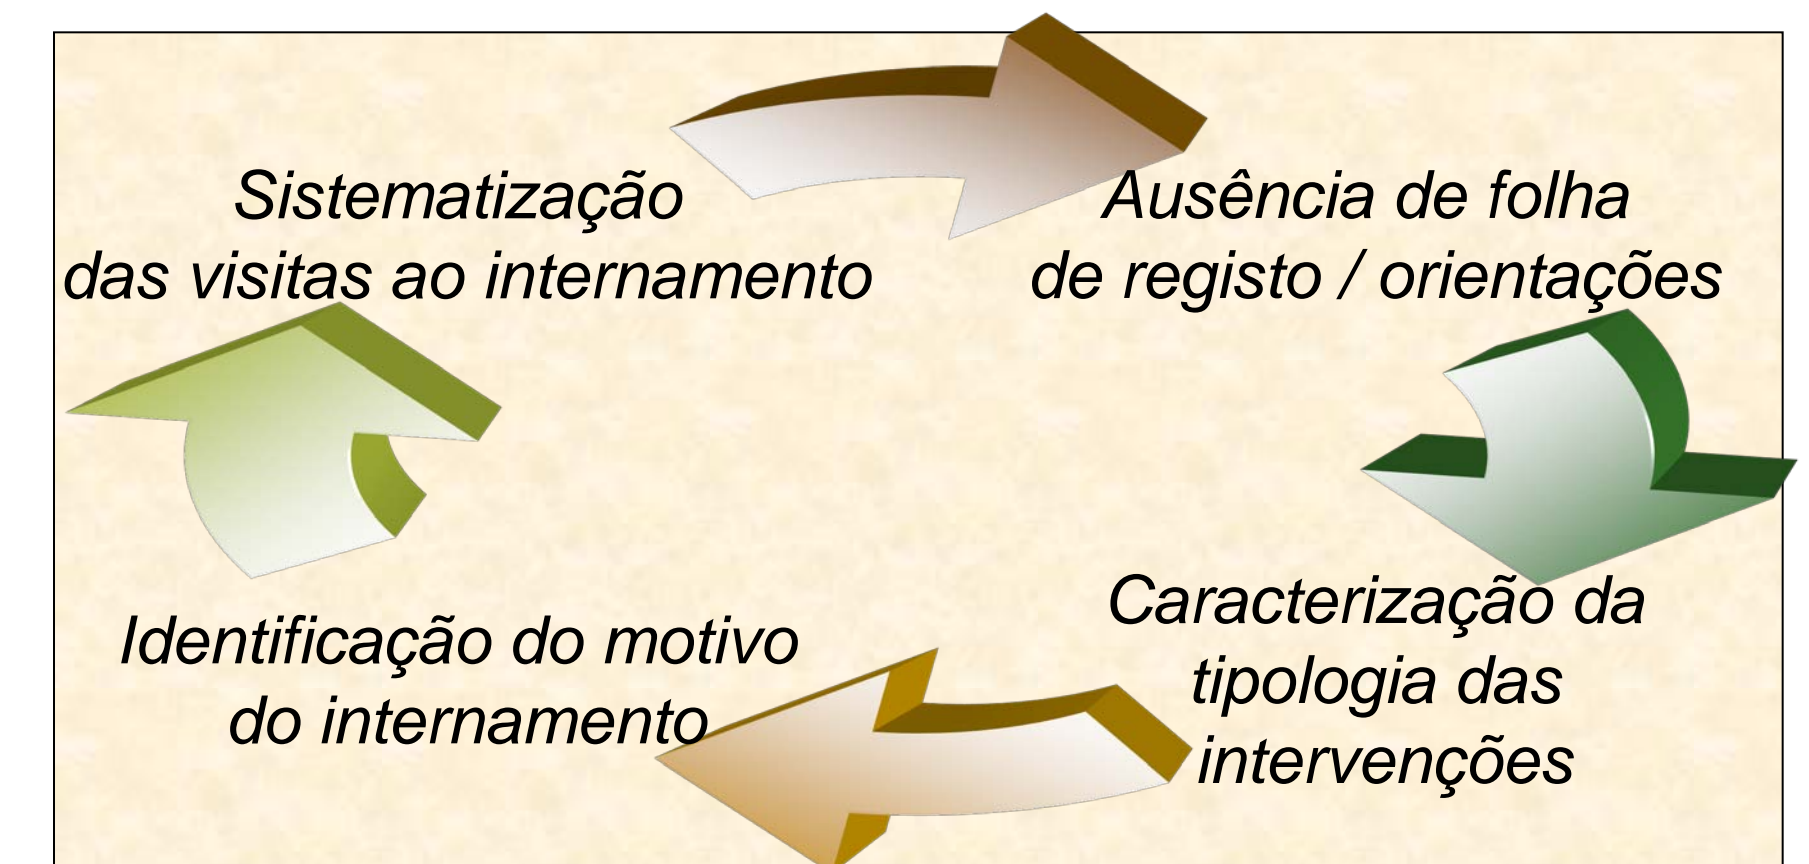 Sistematização
das visitas ao internamento
Ausência de folha
de registo / orientações
Caracterização da
tipologia das
intervenções
Identificação do motivo
do internamento